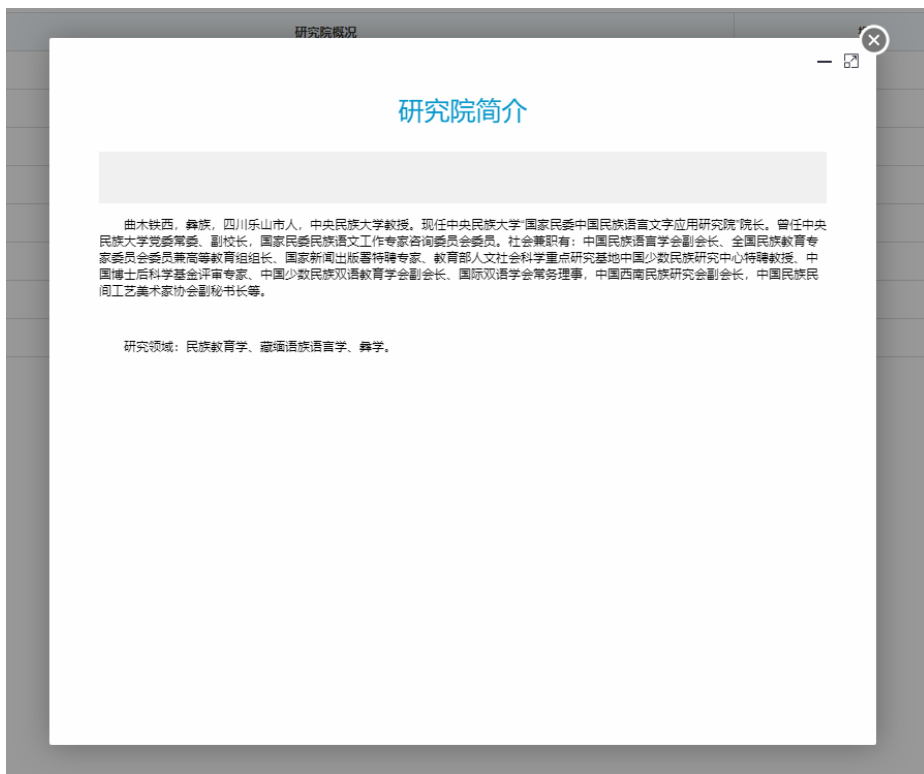 研究院概况
研究院简介
曲木铁西，彝族，四川乐山市人，中央民族大学教授。现任中央民族大学“国家民委中国民族语言文字应用研究院”院长。曾任中央
民族大学党委常委、副校长，国家民委民族语文工作专家咨询委员会委员。社会兼职有：中国民族语言学会副会长、全国民族教育专
家委员会委员兼高等教育组组长、国家新闻出版署特聘专家、教育部人文社会科学重点研究基地中国少数民族研究中心特聘教授、中
国博士后科学基金评审专家、中国少数民族双语教育学会副会长、国际双语学会常务理事，中国西南民族研究会副会长，中国民族民
间工艺美术家协会副秘书长等。
研究领域：民族教育学、藏缅语族语言学、彝学。